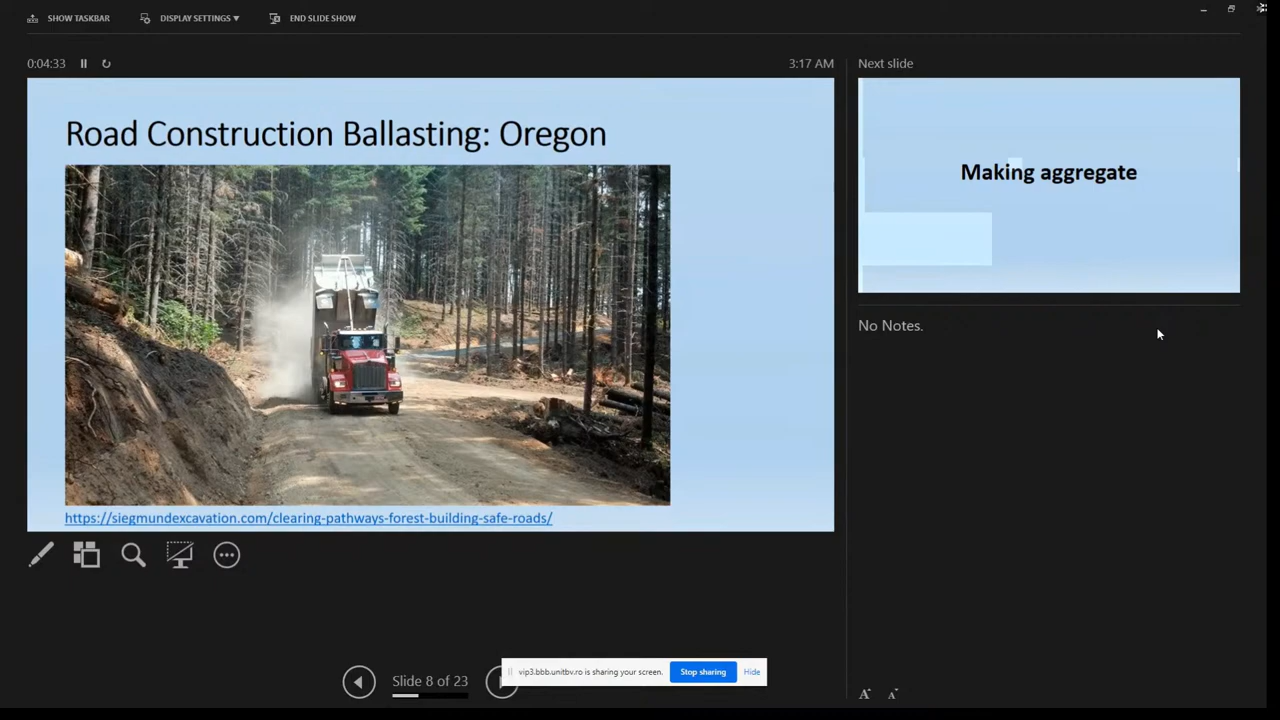 SHOW TASKBAR
DISPLAY SETTINGS ▼
END SLIDE SHOW
0:04:33
3:17 AM
Road Construction Ballasting: Oregon
https://siegmundexcavation.com/clearing-pathways-forest-building-safe-roads/
Next slide
Making aggregate
No Notes.
Slide 8 of 23
vip3.bbb.unitbv.ro is sharing your screen.
Stop sharing
Hide
A A